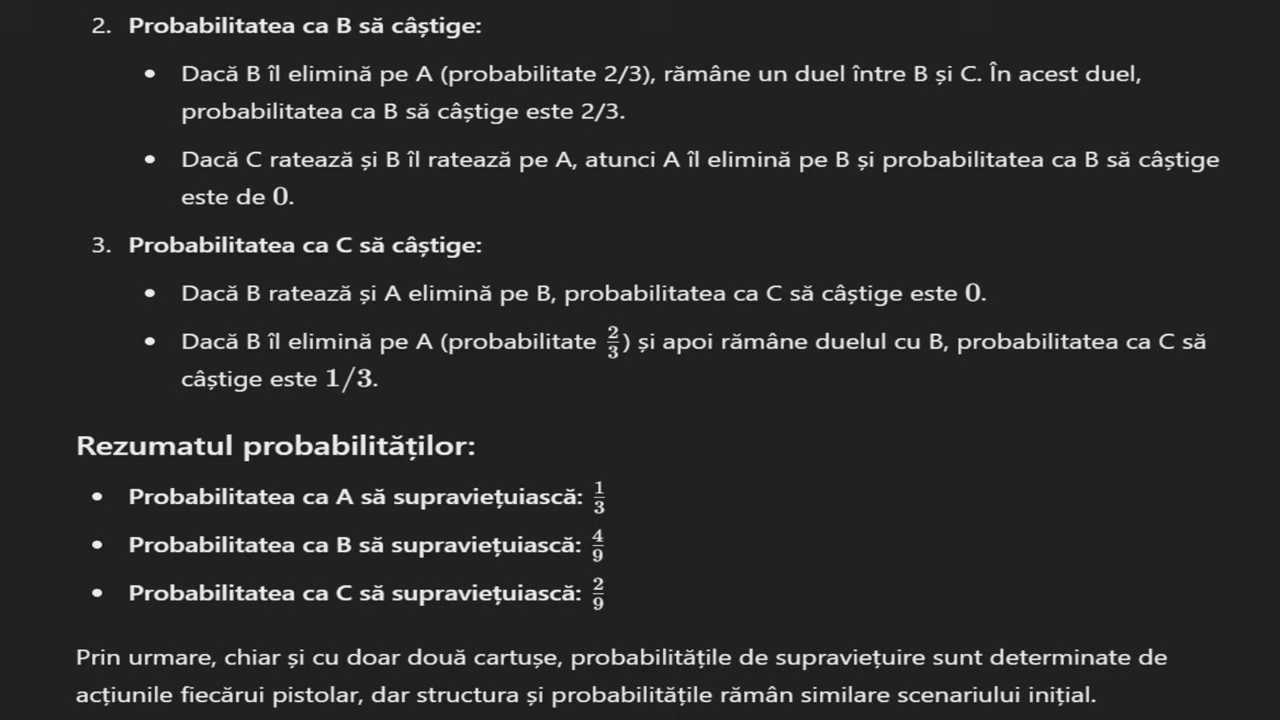 2. Probabilitatea ca B să câștige:
• Dacă B îl elimină pe A (probabilitate 2/3), rămâne un duel între B și C. În acest duel,
probabilitatea ca B să câștige este 2/3.
• Dacă C ratează și B îl ratează pe A, atunci A îl elimină pe B și probabilitatea ca B să câștige
este de 0.
3. Probabilitatea ca C să câștige:
• Dacă B ratează și A elimină pe B, probabilitatea ca C să câștige este 0.
• Dacă B îl elimină pe A (probabilitate 2/3) și apoi rămâne duelul cu B, probabilitatea ca C să
câștige este 1/3.
Rezumatul probabilităților:
• Probabilitatea ca A să supraviețuiască: 1/3
• Probabilitatea ca B să supraviețuiască: 4/9
• Probabilitatea ca C să supraviețuiască: 2/9
Prin urmare, chiar și cu doar două cartușe, probabilitățile de supraviețuire sunt determinate de
acțiunile fiecărui pistolar, dar structura și probabilitățile rămân similare scenariului inițial.